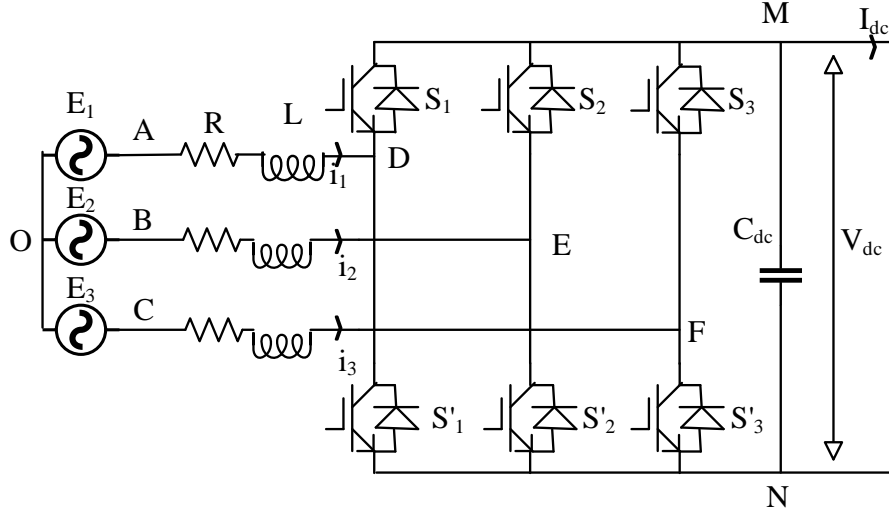 M
I_dc
E_1
A
R
L
S_1
S_2
S_3
i_1
D
E_2
B
O
E
C_dc
V_dc
i_2
E_3
C
F
i_3
S'_1
S'_2
S'_3
N